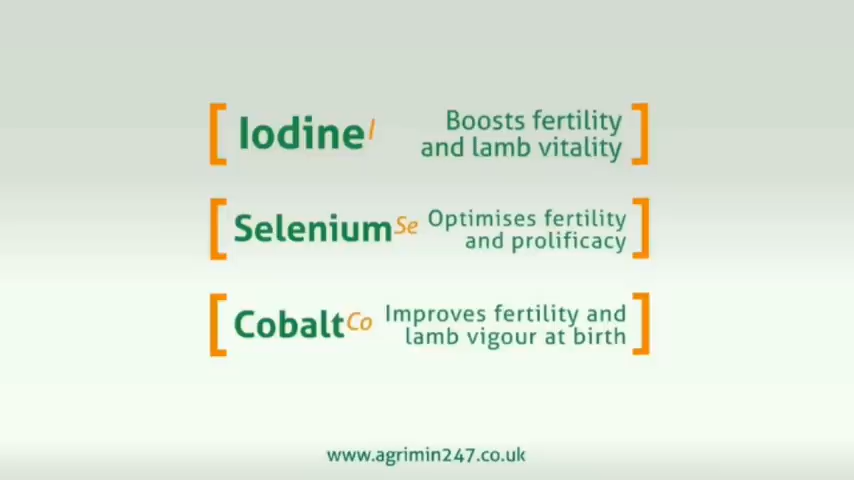 Iodine I
Boosts fertility
and lamb vitality
Selenium Se
Optimises fertility
and prolificacy
Cobalt Co
Improves fertility and
lamb vigour at birth
www.agrimin247.co.uk